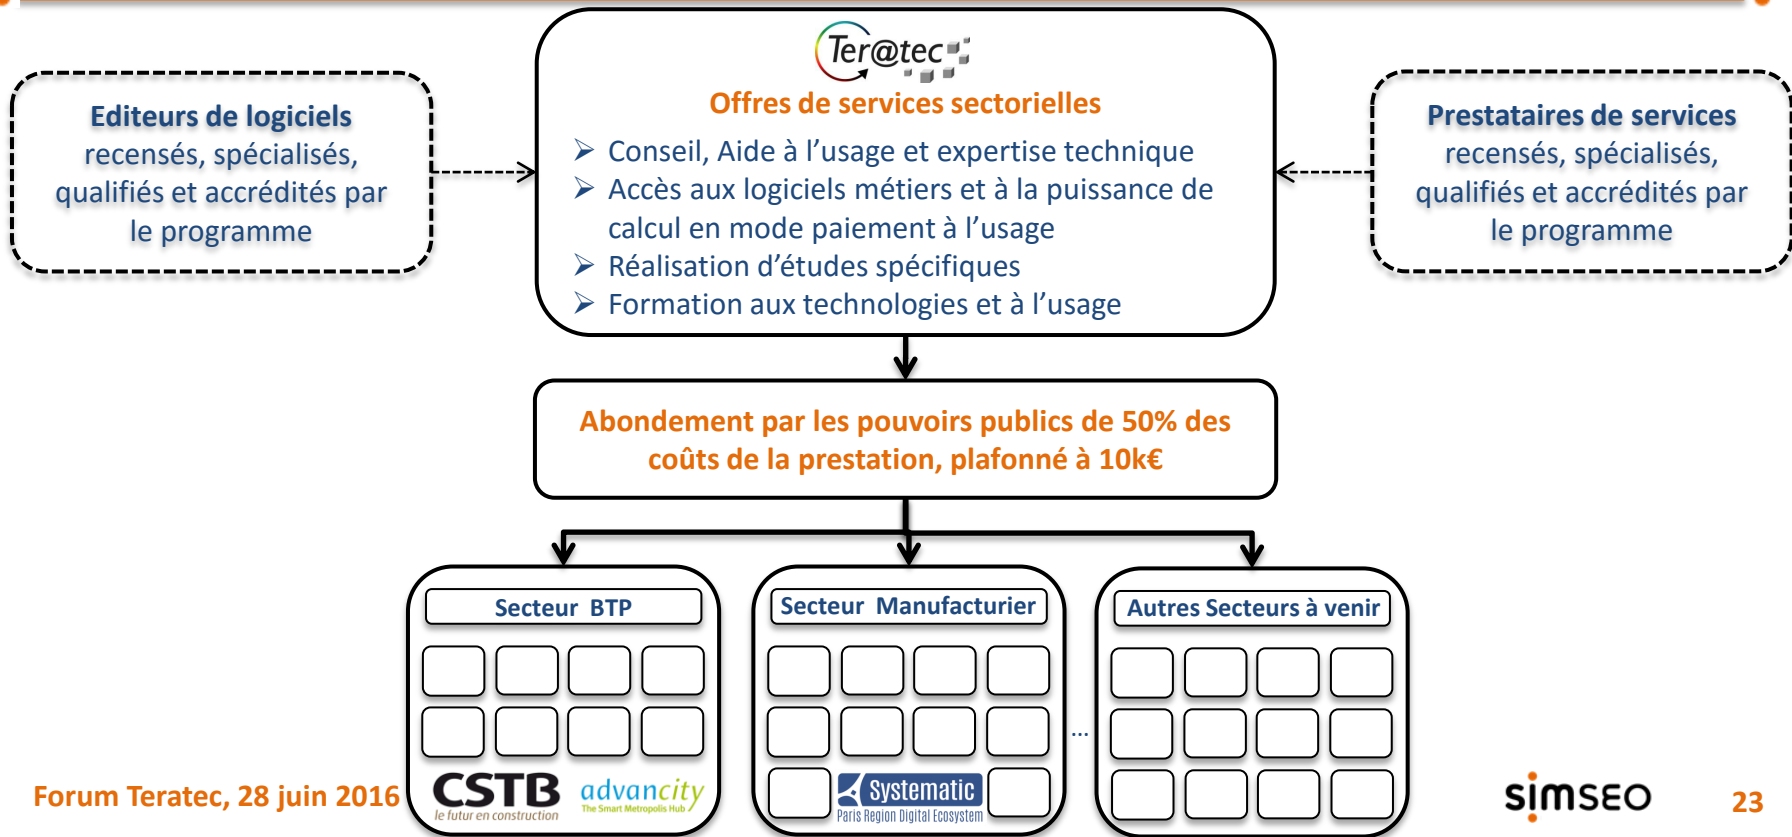 Ter@tec
Offres de services sectorielles
➢ Conseil, Aide à l’usage et expertise technique
➢ Accès aux logiciels métiers et à la puissance de
calcul en mode paiement à l’usage
➢ Réalisation d’études spécifiques
➢ Formation aux technologies et à l’usage
Editeurs de logiciels
recensés, spécialisés,
qualifiés et accrédités par
le programme
Prestataires de services
recensés, spécialisés,
qualifiés et accrédités par
le programme
Abondement par les pouvoirs publics de 50% des
coûts de la prestation, plafonné à 10k€
Secteur BTP
CSTB
le futur en construction
advancity
The Smart Metropolis Hub
Secteur Manufacturier
Systematic
Paris Region Digital Ecosystem
...
Autres Secteurs à venir
Forum Teratec, 28 juin 2016
simseo
23